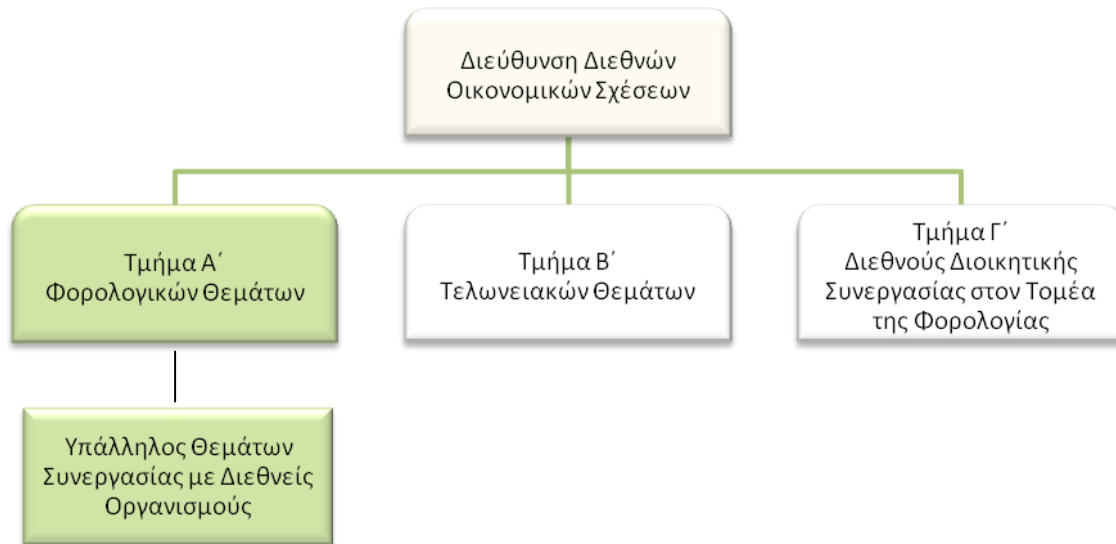 Διεύθυνση Διεθνών
Οικονομικών Σχέσεων
Τμήμα Α΄
Φορολογικών Θεμάτων
Τμήμα Β΄
Τελωνειακών Θεμάτων
Τμήμα Γ΄
Διεθνούς Διοικητικής
Συνεργασίας στον Τομέα
της Φορολογίας
Υπάλληλος Θεμάτων
Συνεργασίας με Διεθνείς
Οργανισμούς